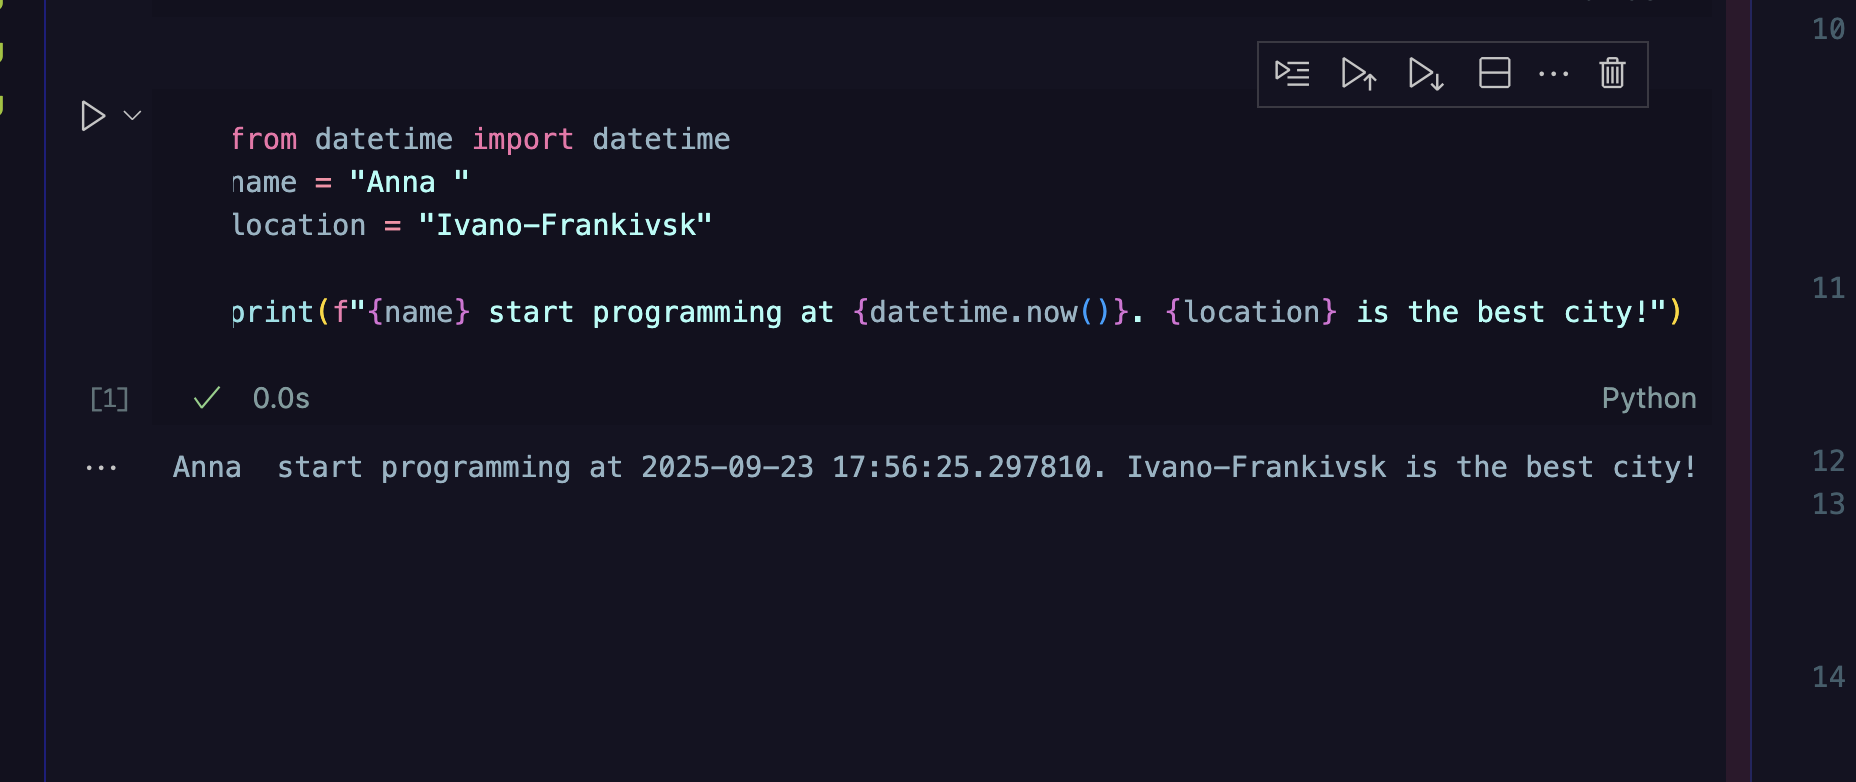 from datetime import datetime
name = "Anna "
location = "Ivano-Frankivsk"
print(f"{name} start programming at {datetime.now()}. {location} is the best city!")
[1]
0.0s
Python
Anna  start programming at 2025-09-23 17:56:25.297810. Ivano-Frankivsk is the best city!
10
11
12
13
14